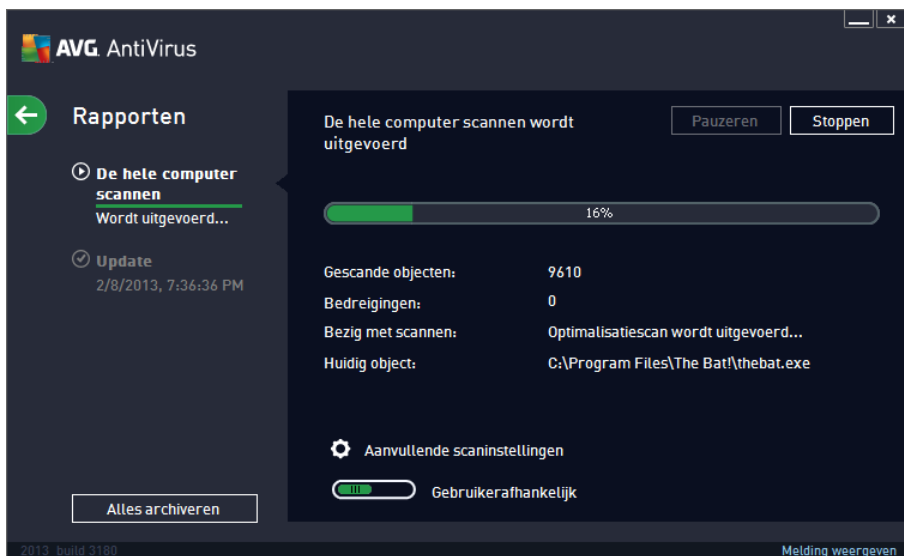 AVG AntiVirus
Rapporten
De hele computer
scannen
Wordt uitgevoerd...
Update
2/8/2013, 7:36:36 PM
Alles archiveren
De hele computer scannen wordt
uitgevoerd
Pauzeren
Stoppen
16%
Gescande objecten: 9610
Bedreigingen: 0
Bezig met scannen: Optimalisatiescan wordt uitgevoerd...
Huidig object: C:\Program Files\The Bat!\thebat.exe
Aanvullende scaninstellingen
Gebruikerafhankelijk
2013 build 3180
Melding weergeven